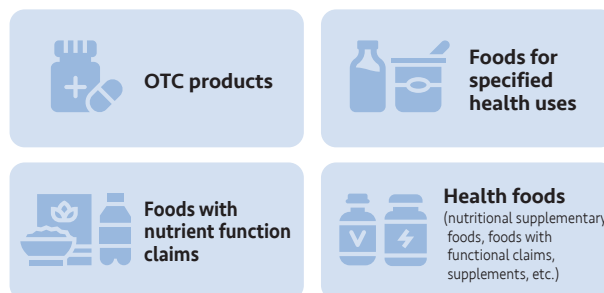 OTC products
Foods for
specified
health uses
Foods with
nutrient function
claims
Health foods
(nutritional supplementary
foods, foods with
functional claims,
supplements, etc.)
V